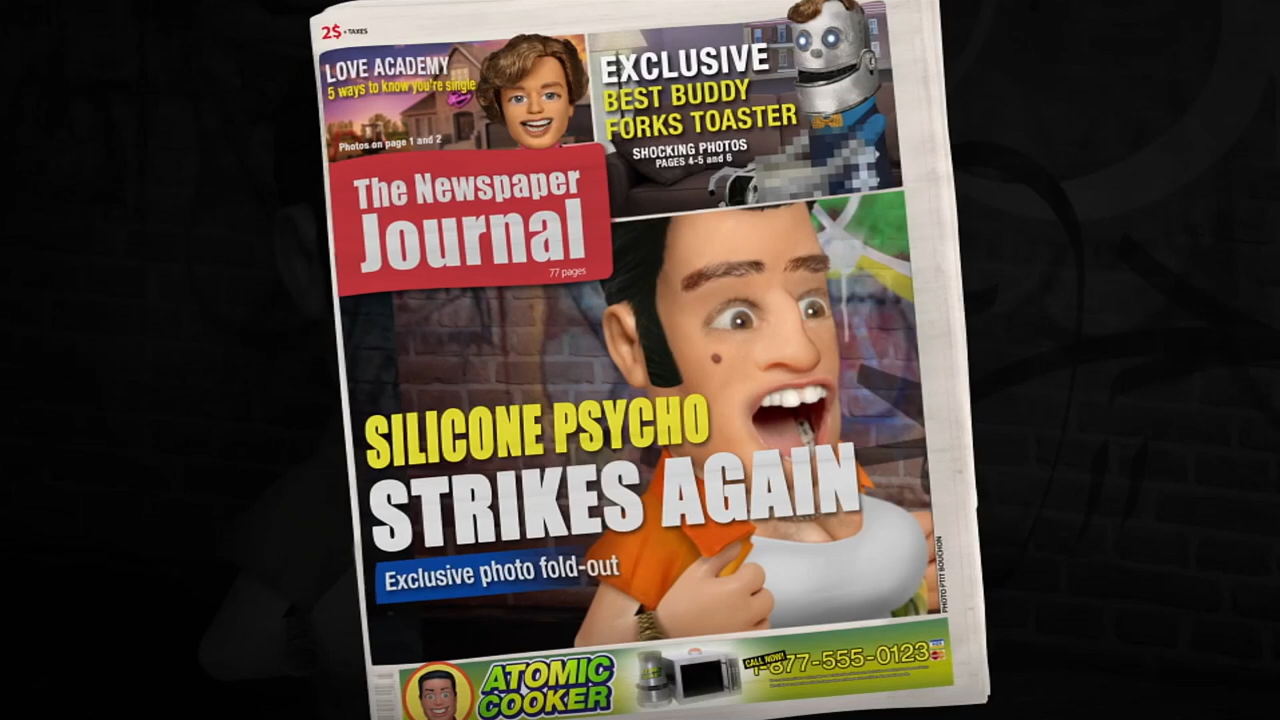 2$ + TAXES
LOVE ACADEMY
5 ways to know you're single
Photos on page 1 and 2
EXCLUSIVE
BEST BUDDY
FORKS TOASTER
SHOCKING PHOTOS
PAGES 4-5 and 6
The Newspaper
Journal
77 pages
SILICONE PSYCHO
STRIKES AGAIN
Exclusive photo fold-out
PHOTO PTIT BOUCHON
ATOMIC
COOKER
CALL NOW!
1-877-555-0123